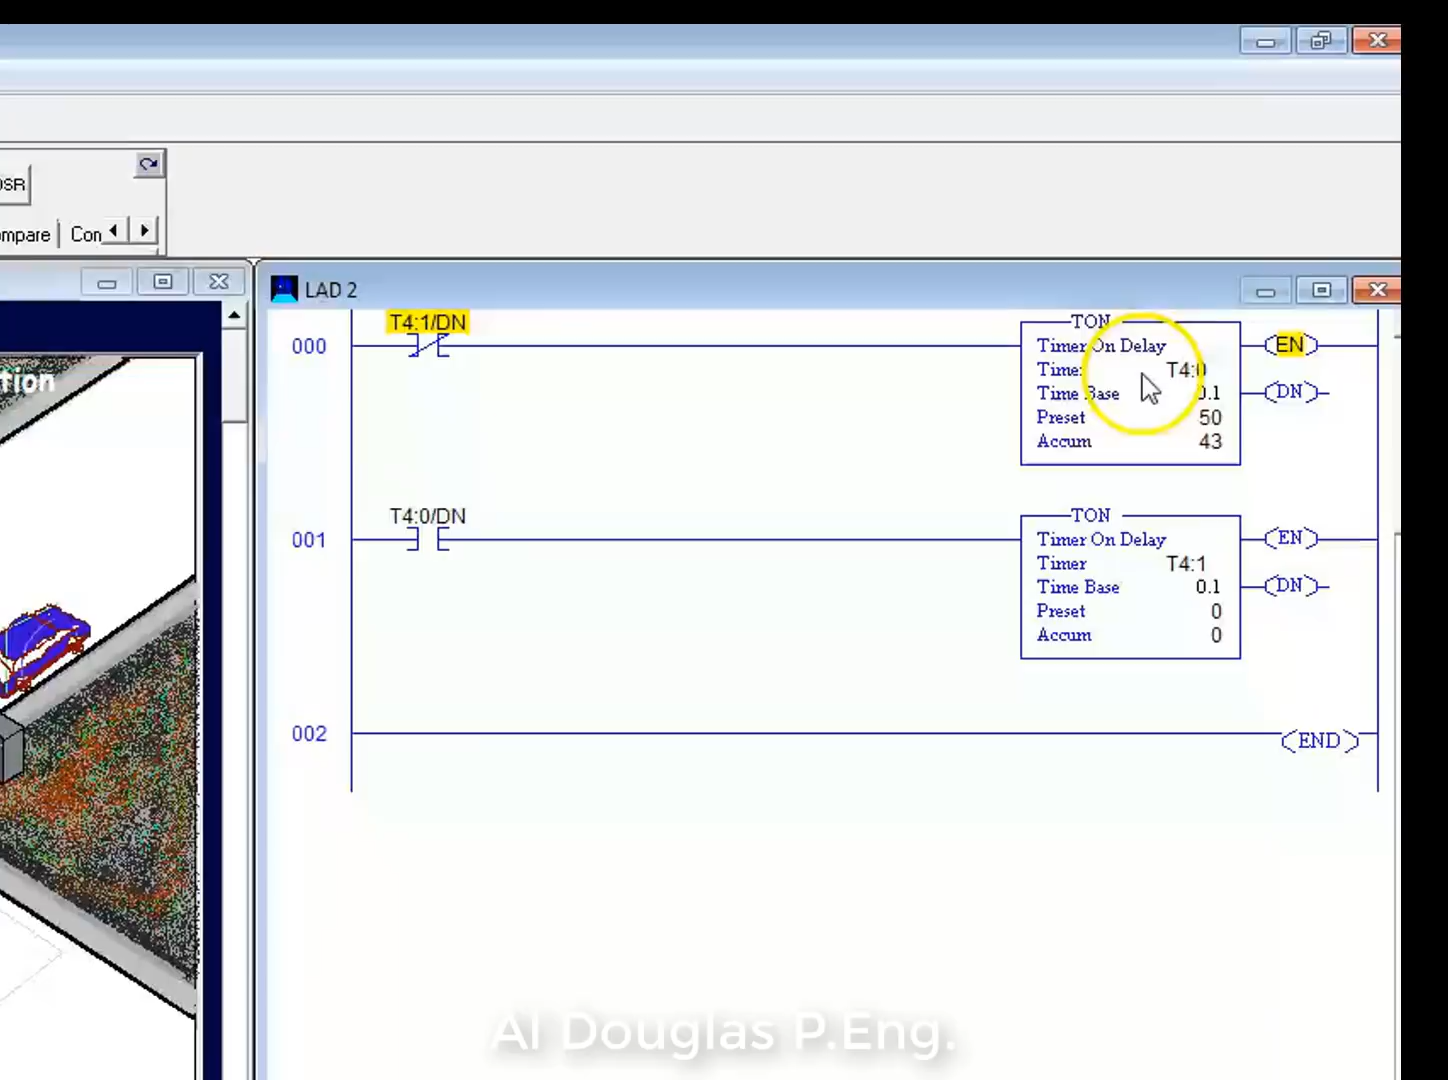 OSR
mpare
Con
LAD 2
tion
T4:1/DN
TON
000
Timer On Delay
EN
Time:
T4:0
Time Base
0.1
DN
Preset
50
Accum
43
T4:0/DN
TON
001
Timer On Delay
EN
Timer
T4:1
Time Base
0.1
DN
Preset
0
Accum
0
002
END
Al Douglas P.Eng.